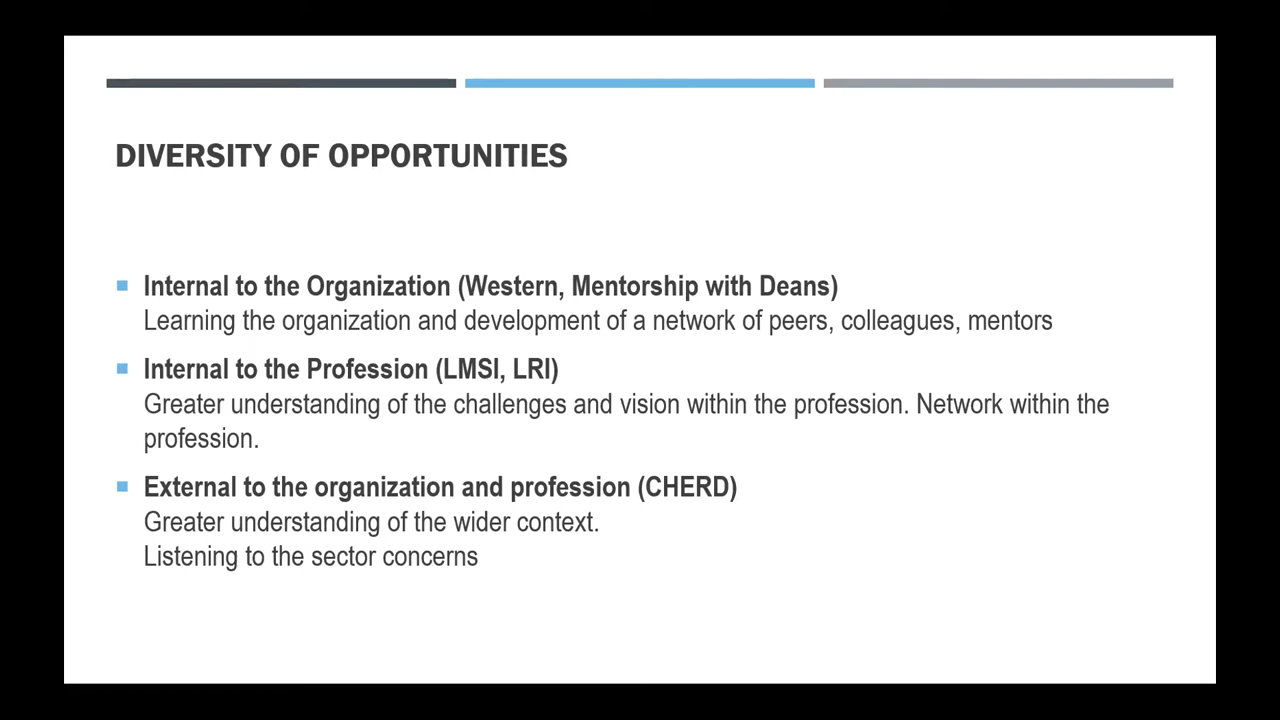 DIVERSITY OF OPPORTUNITIES
Internal to the Organization (Western, Mentorship with Deans)
Learning the organization and development of a network of peers, colleagues, mentors
Internal to the Profession (LMSI, LRI)
Greater understanding of the challenges and vision within the profession. Network within the
profession.
External to the organization and profession (CHERD)
Greater understanding of the wider context.
Listening to the sector concerns